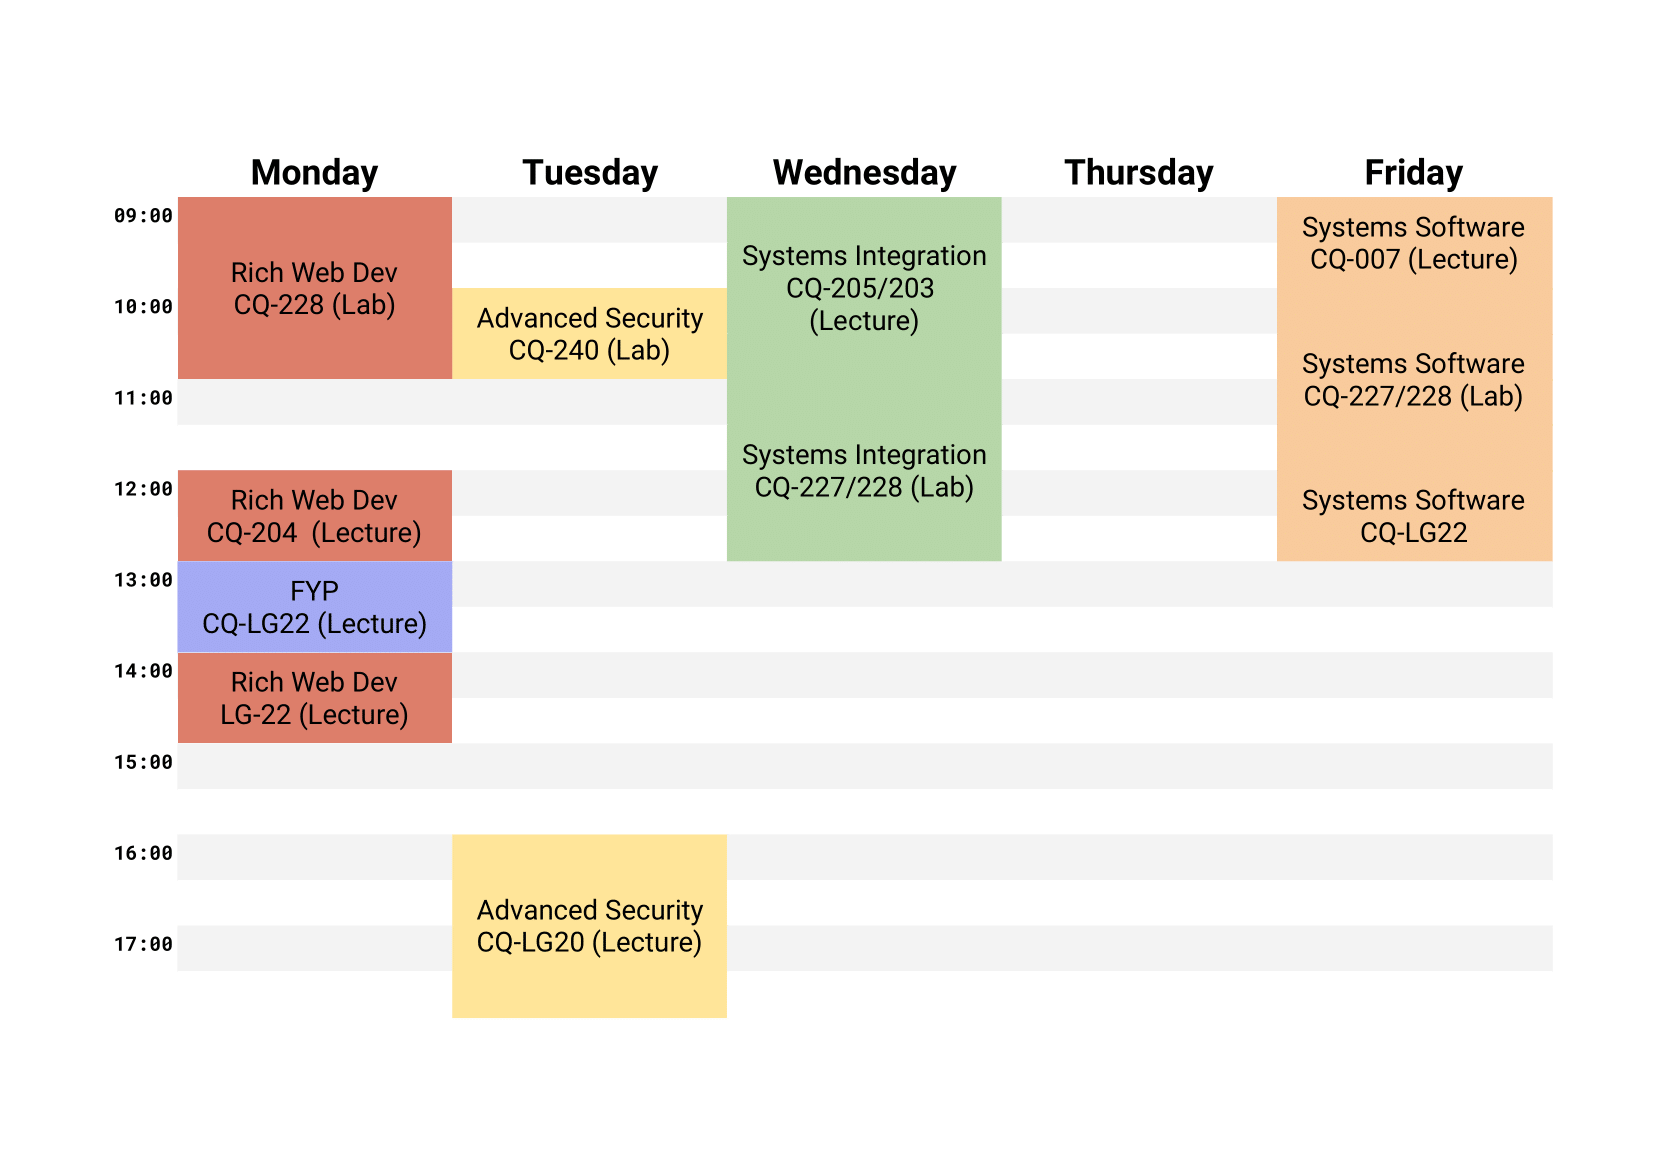 Monday Tuesday Wednesday Thursday Friday
09:00
10:00
11:00
12:00
13:00
14:00
15:00
16:00
17:00
Rich Web Dev
CQ-228 (Lab)
Rich Web Dev
CQ-204  (Lecture)
FYP
CQ-LG22 (Lecture)
Rich Web Dev
LG-22 (Lecture)
Advanced Security
CQ-240 (Lab)
Advanced Security
CQ-LG20 (Lecture)
Systems Integration
CQ-205/203
(Lecture)
Systems Integration
CQ-227/228 (Lab)
Systems Software
CQ-007 (Lecture)
Systems Software
CQ-227/228 (Lab)
Systems Software
CQ-LG22